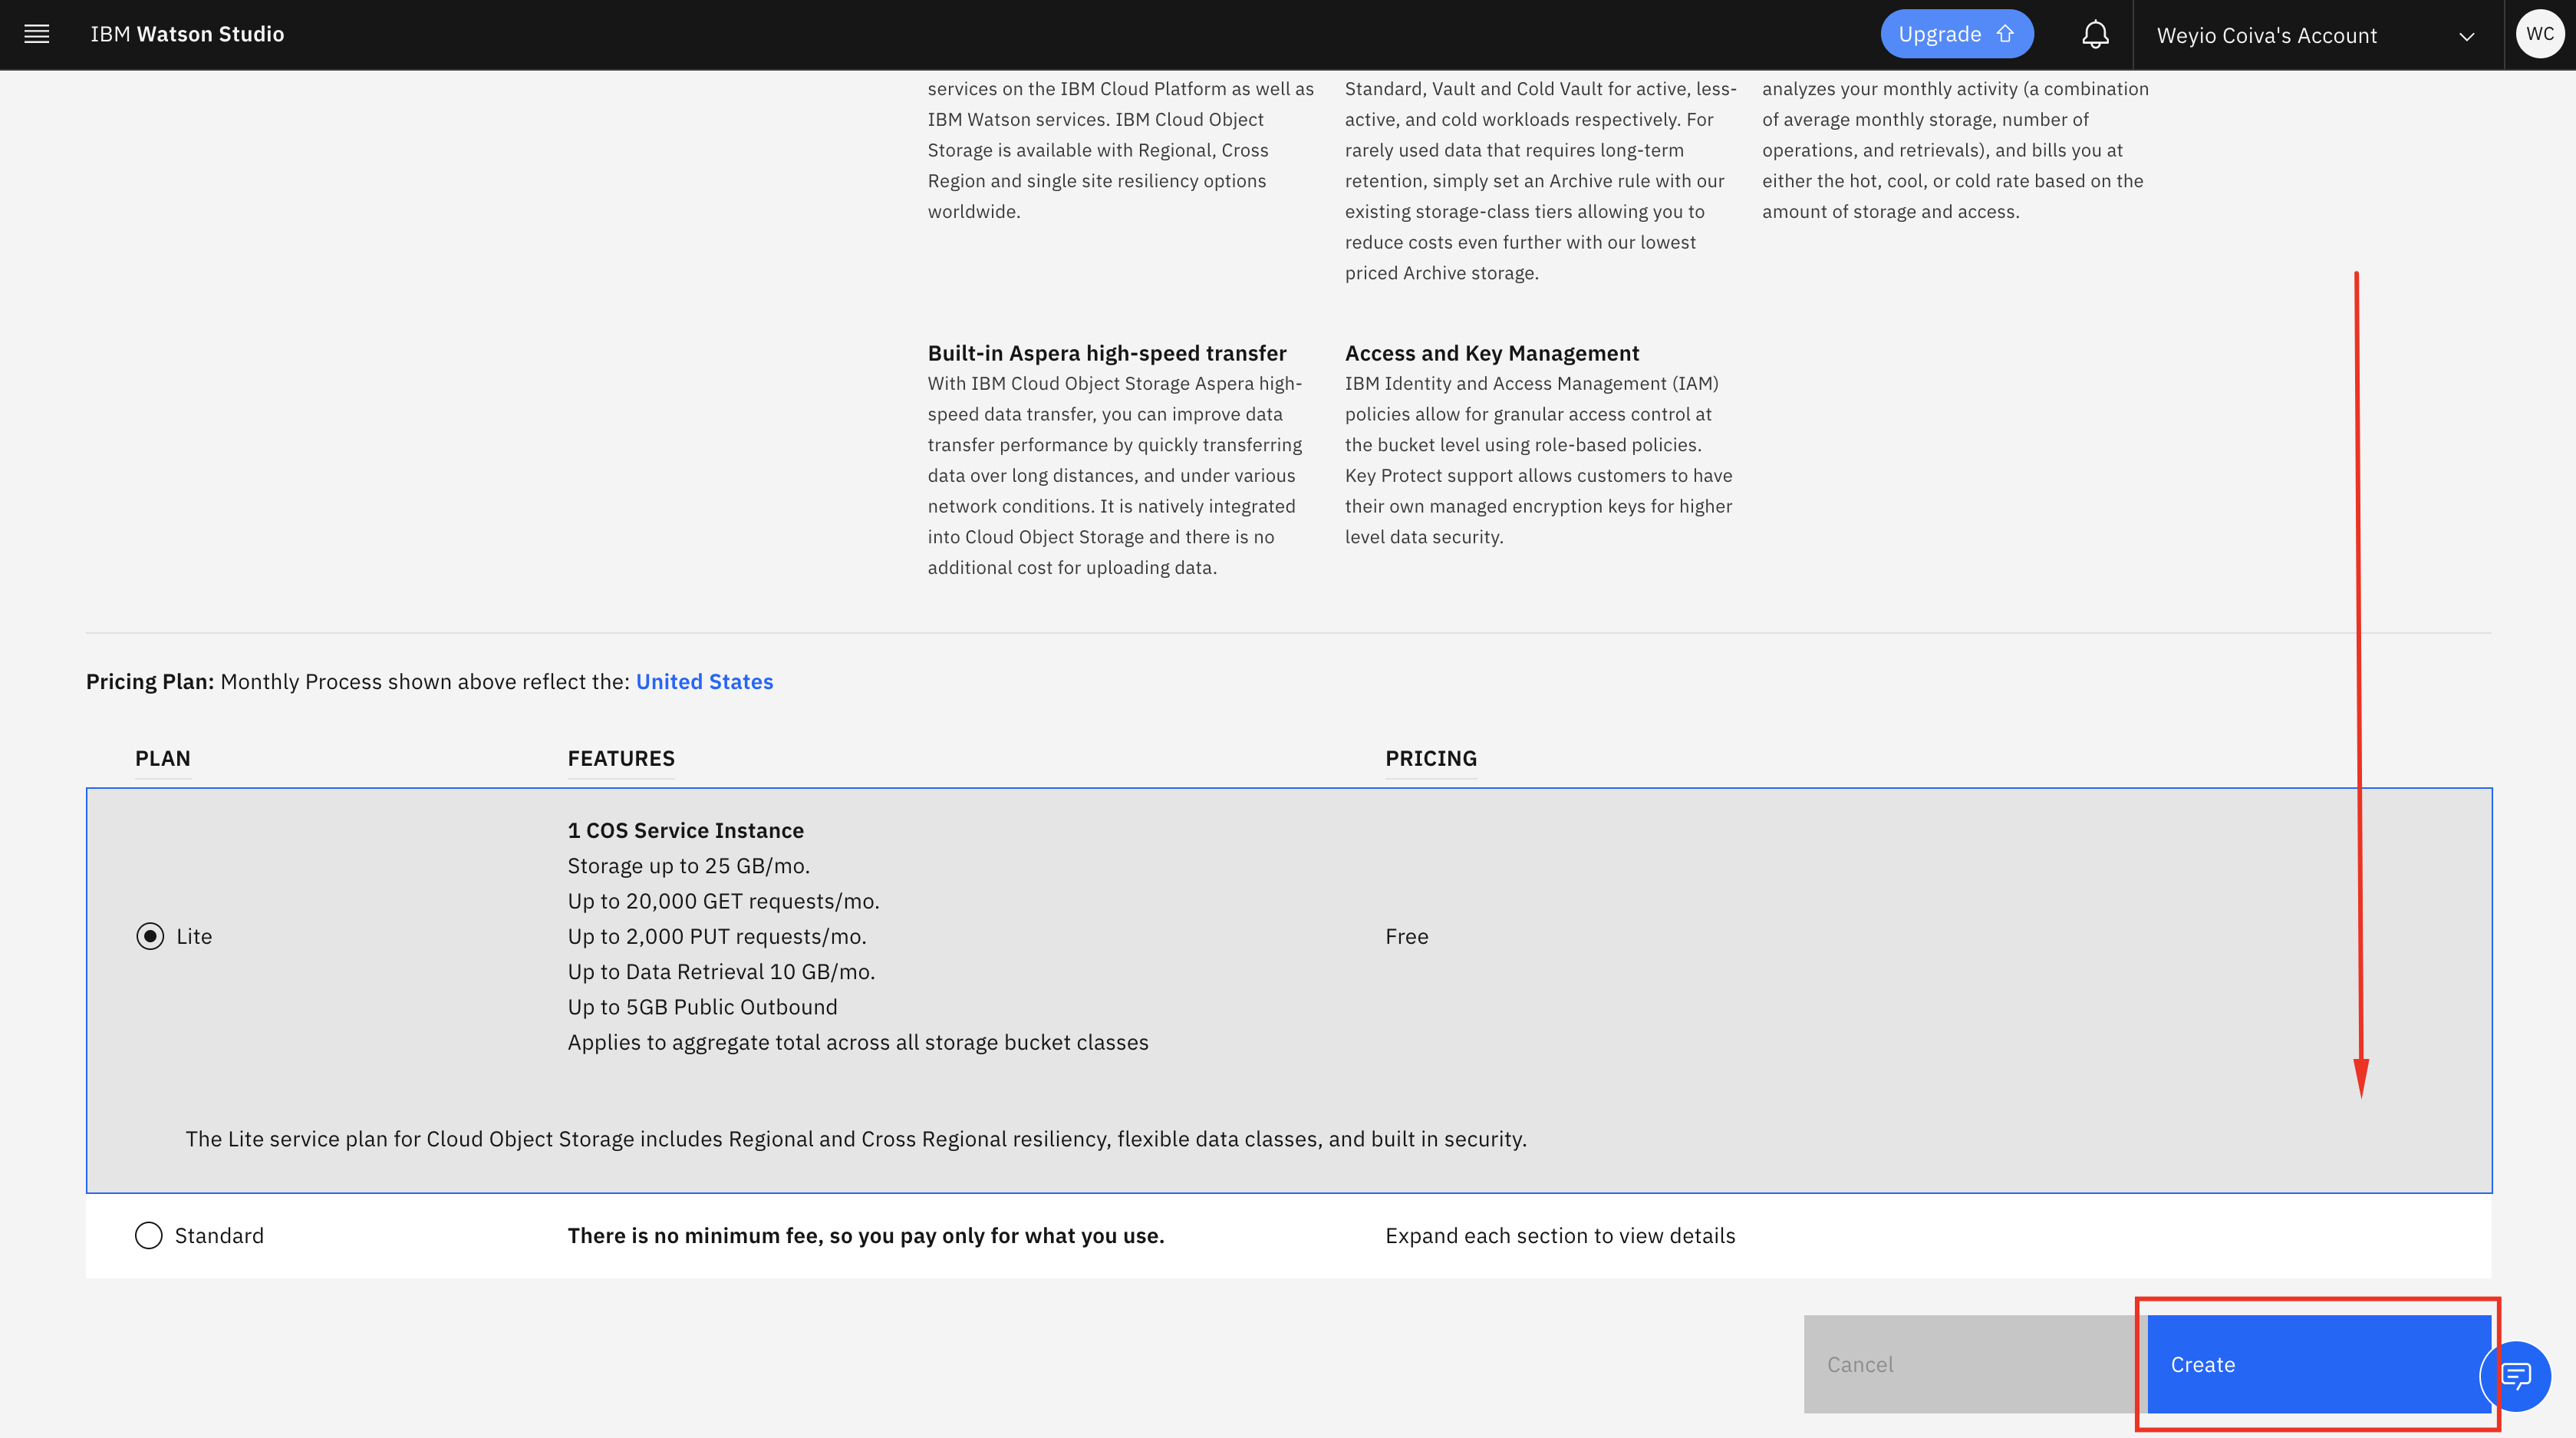 IBM Watson Studio
Upgrade
Weyio Coiva's Account
WC
services on the IBM Cloud Platform as well as
IBM Watson services. IBM Cloud Object
Storage is available with Regional, Cross
Region and single site resiliency options
worldwide.
Standard, Vault and Cold Vault for active, less-
active, and cold workloads respectively. For
rarely used data that requires long-term
retention, simply set an Archive rule with our
existing storage-class tiers allowing you to
reduce costs even further with our lowest
priced Archive storage.
analyzes your monthly activity (a combination
of average monthly storage, number of
operations, and retrievals), and bills you at
either the hot, cool, or cold rate based on the
amount of storage and access.
Built-in Aspera high-speed transfer
With IBM Cloud Object Storage Aspera high-
speed data transfer, you can improve data
transfer performance by quickly transferring
data over long distances, and under various
network conditions. It is natively integrated
into Cloud Object Storage and there is no
additional cost for uploading data.
Access and Key Management
IBM Identity and Access Management (IAM)
policies allow for granular access control at
the bucket level using role-based policies.
Key Protect support allows customers to have
their own managed encryption keys for higher
level data security.
Pricing Plan: Monthly Process shown above reflect the: United States
PLAN
FEATURES
PRICING
1 COS Service Instance
Storage up to 25 GB/mo.
Up to 20,000 GET requests/mo.
Lite
Up to 2,000 PUT requests/mo.
Free
Up to Data Retrieval 10 GB/mo.
Up to 5GB Public Outbound
Applies to aggregate total across all storage bucket classes
The Lite service plan for Cloud Object Storage includes Regional and Cross Regional resiliency, flexible data classes, and built in security.
Standard
There is no minimum fee, so you pay only for what you use.
Expand each section to view details
Cancel
Create